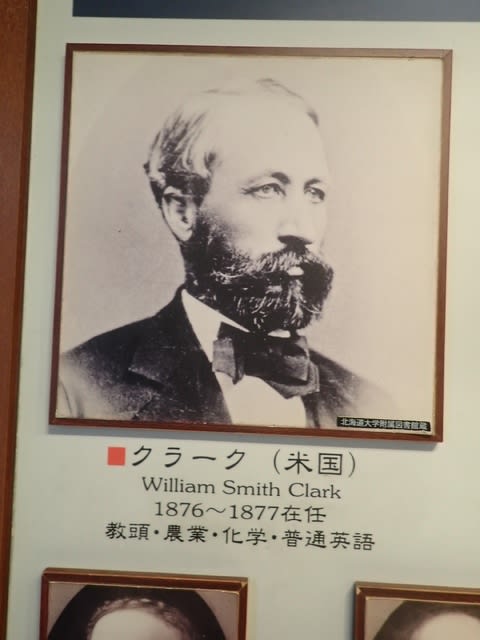 北海道大学附属図書館蔵
■クラーク（米国）
William Smith Clark
1876～1877在任
教頭・農業・化学・普通英語